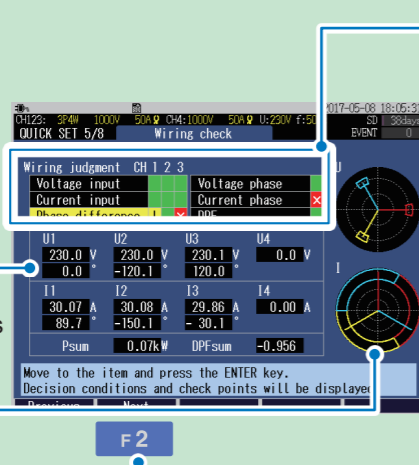 2017-05-08 18:05:31
CH123: 3P4W 1000V 50A CH4:1000V 50A U:230V f:50
SD 38days
QUICK SET 5/8 Wiring check EVENT 0
Wiring judgment CH 1 2 3
U
Voltage input Voltage phase
Current input Current phase ×
Phase difference ! × DPF
U1 U2 U3 U4
230.0 V 230.0 V 230.1 V 0.0 V
0.0 ° -120.1 ° 120.0 °
I
I1 I2 I3 I4
30.07 A 30.08 A 29.86 A 0.00 A
89.7 ° -150.1 ° - 30.1 °
s
Psum 0.07kW DPFsum -0.956
Move to the item and press the ENTER key.
Decision conditions and check points will be displayed
Previous Next
F2